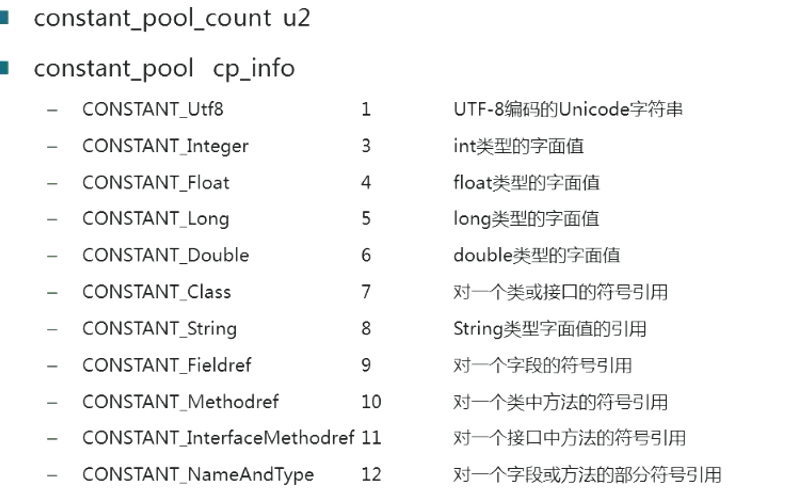 constant_pool_count u2
constant_pool cp_info
– CONSTANT_Utf8 1 UTF-8编码的Unicode字符串
– CONSTANT_Integer 3 int类型的字面值
– CONSTANT_Float 4 float类型的字面值
– CONSTANT_Long 5 long类型的字面值
– CONSTANT_Double 6 double类型的字面值
– CONSTANT_Class 7 对一个类或接口的符号引用
– CONSTANT_String 8 String类型字面值的引用
– CONSTANT_Fieldref 9 对一个字段的符号引用
– CONSTANT_Methodref 10 对一个类中方法的符号引用
– CONSTANT_InterfaceMethodref 11 对一个接口中方法的符号引用
– CONSTANT_NameAndType 12 对一个字段或方法的部分符号引用